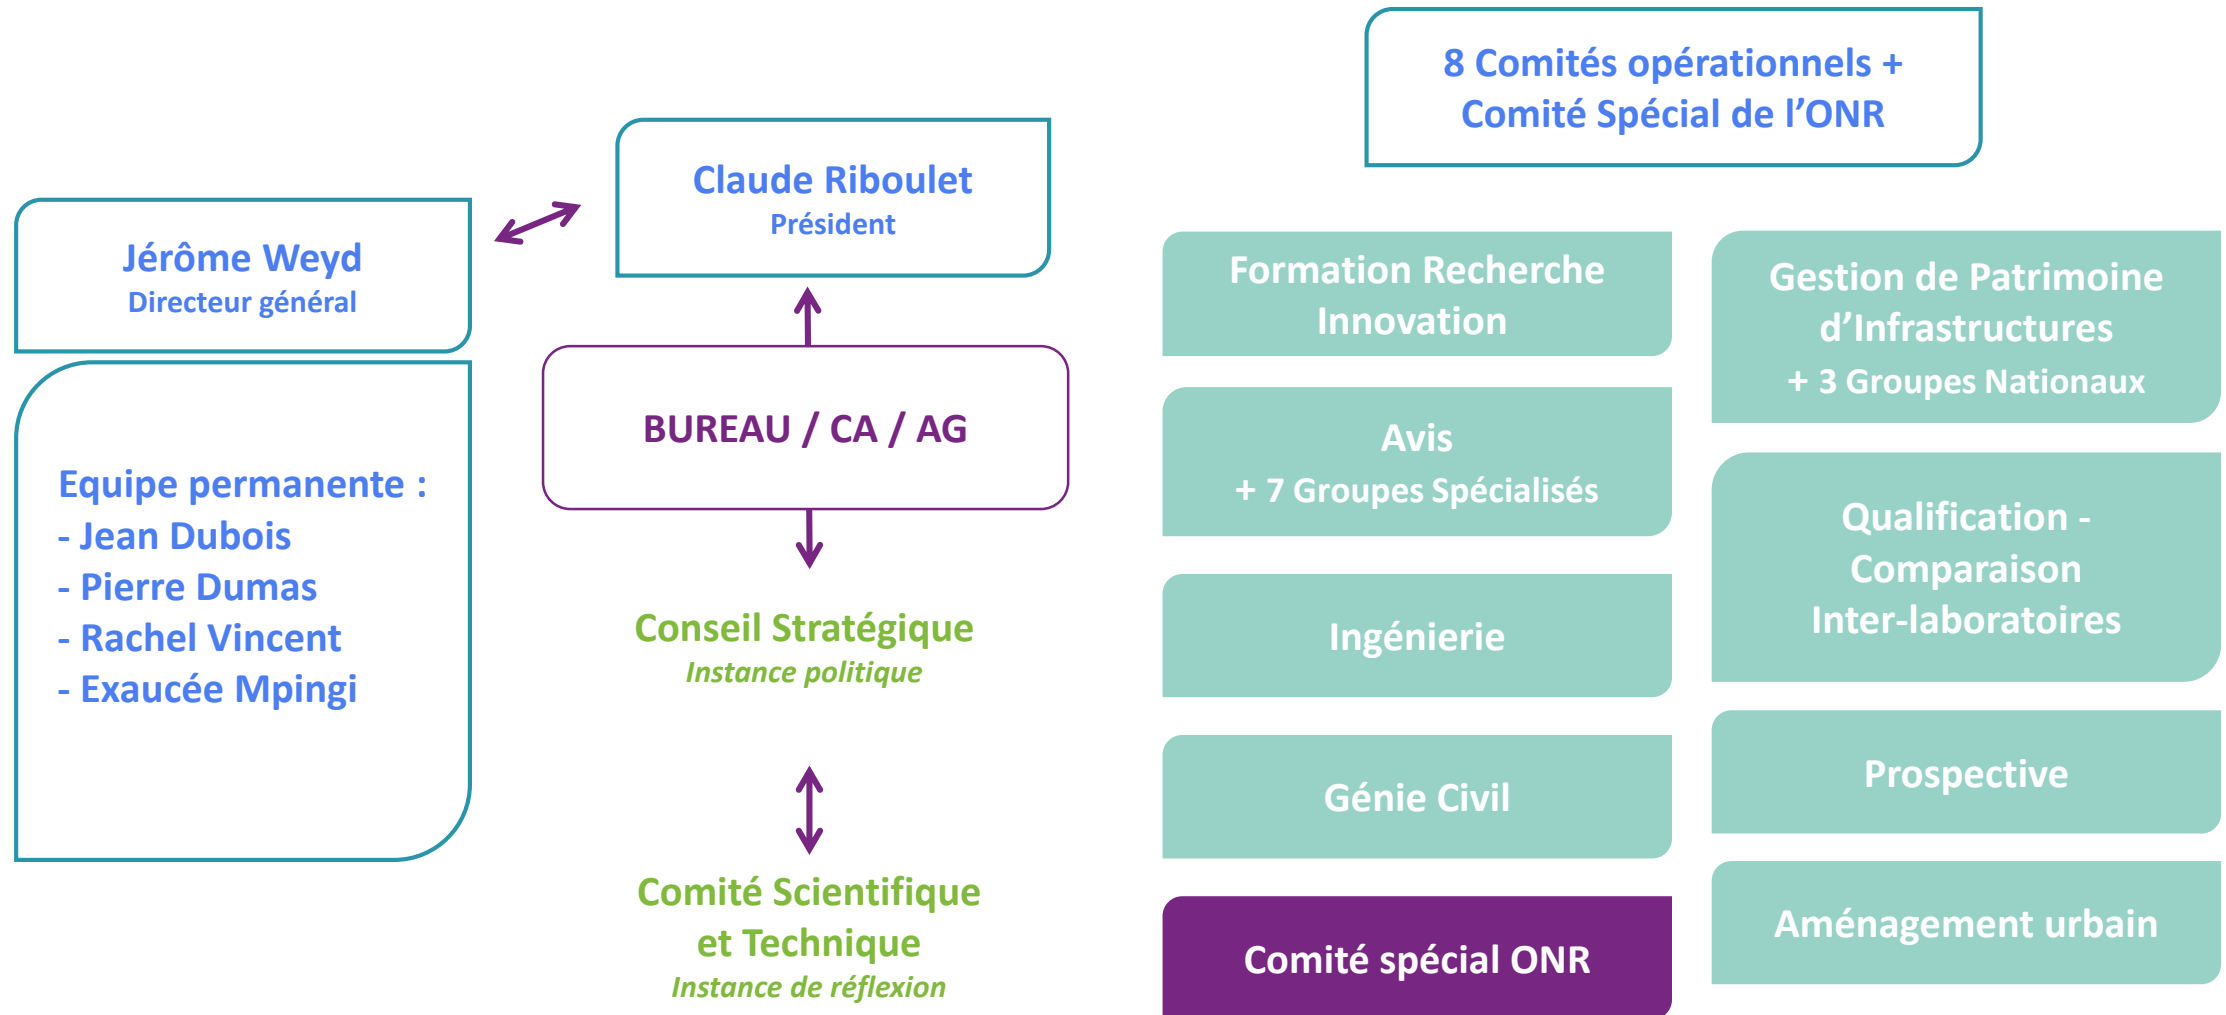 Jérôme Weyd
Directeur général
Equipe permanente :
- Jean Dubois
- Pierre Dumas
- Rachel Vincent
- Exaucée Mpingi
Claude Riboulet
Président
BUREAU / CA / AG
Conseil Stratégique
Instance politique
Comité Scientifique
et Technique
Instance de réflexion
8 Comités opérationnels +
Comité Spécial de l’ONR
Formation Recherche
Innovation
Avis
+ 7 Groupes Spécialisés
Ingénierie
Génie Civil
Comité spécial ONR
Gestion de Patrimoine
d’Infrastructures
+ 3 Groupes Nationaux
Qualification -
Comparaison
Inter-laboratoires
Prospective
Aménagement urbain